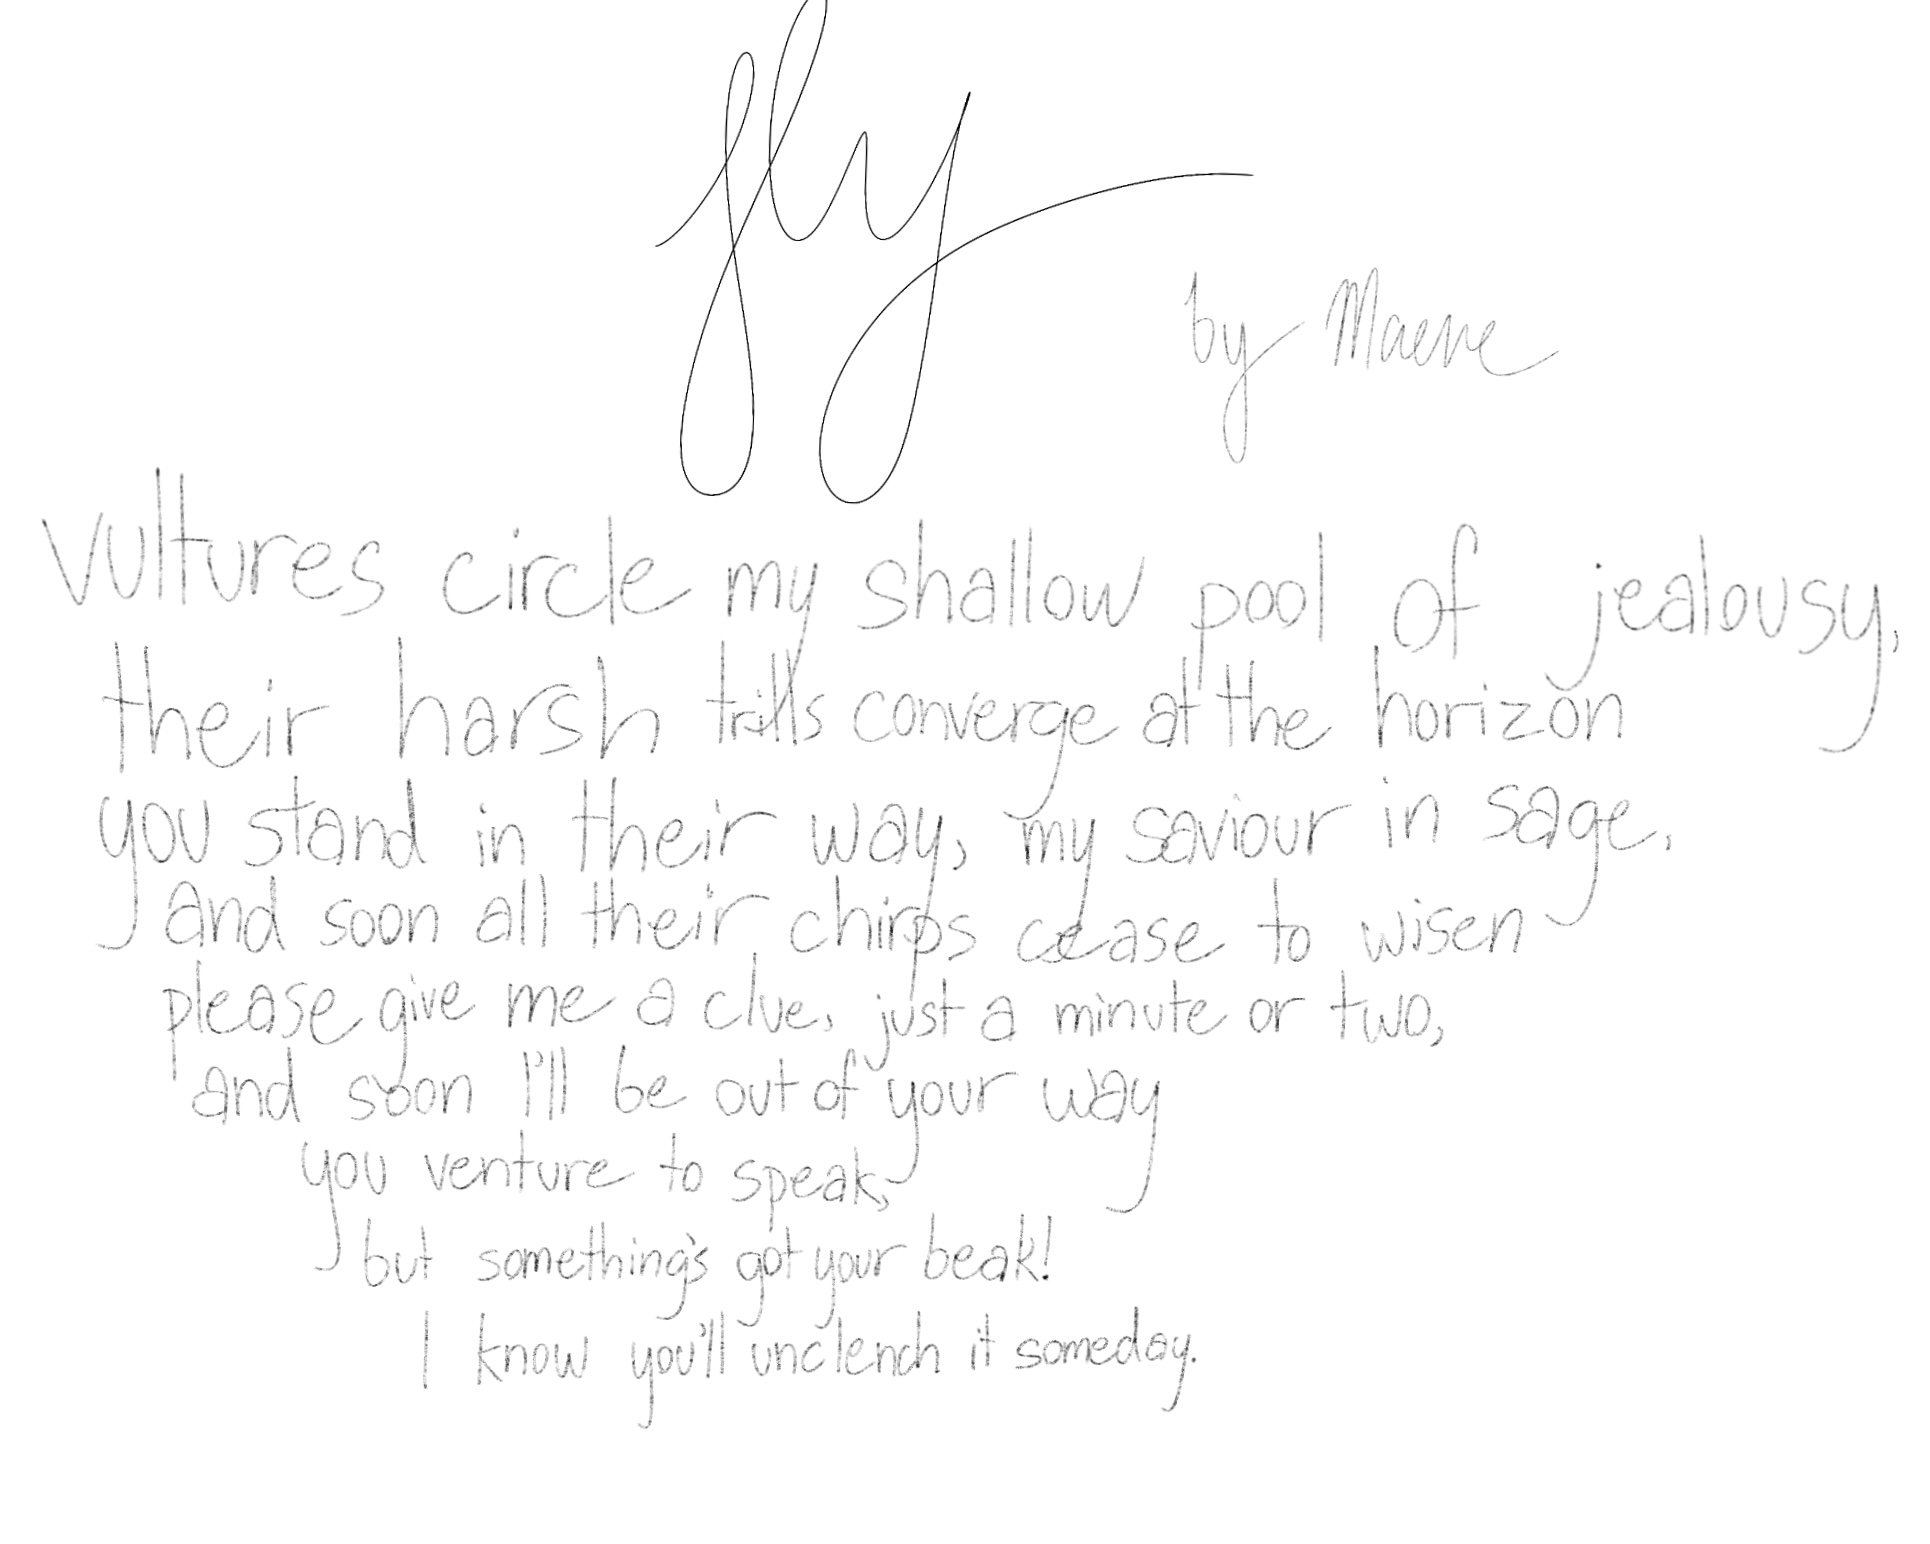 fly
by Maeve
vultures circle my shallow pool of jealousy,
their harsh trills converge at the horizon
you stand in their way, my saviour in sage,
and soon all their chirps cease to wisen
please give me a clue, just a minute or two,
and soon I'll be out of your way
you venture to speak,
but something's got your beak!
I know you'll unclench it someday.